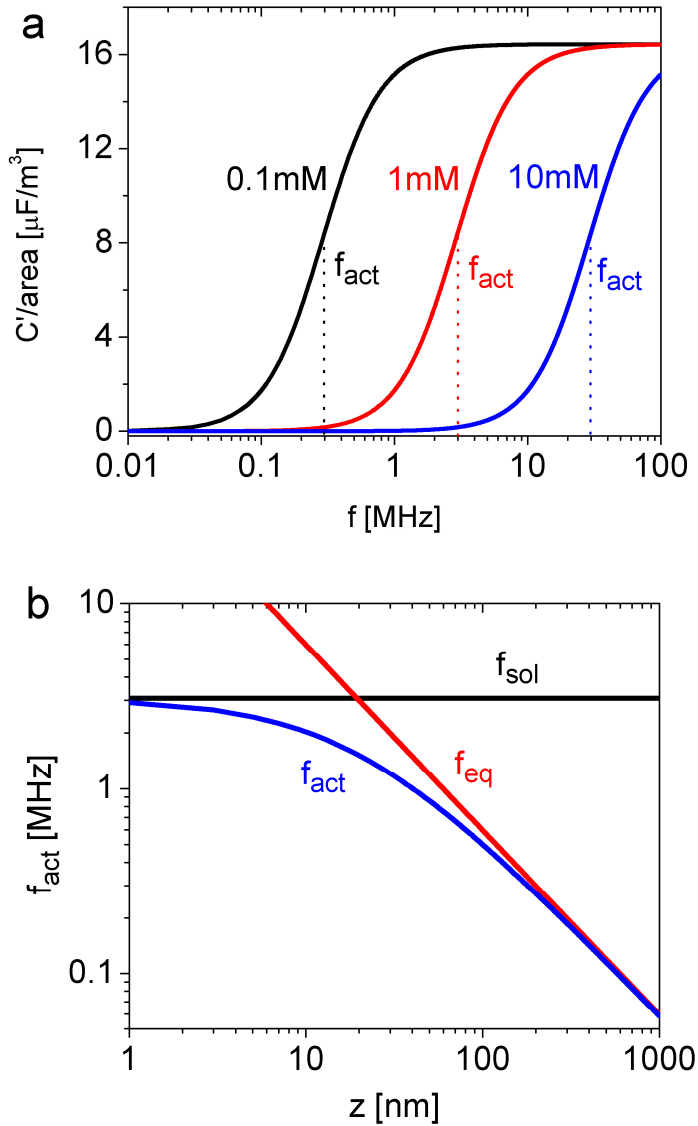 a
C'/area [μF/m³]
16
12
8
4
0
0.1mM
1mM
10mM
f_act
f_act
f_act
0.01
0.1
1
10
100
f [MHz]
b
f_act [MHz]
10
1
0.1
f_sol
f_eq
f_act
1
10
100
1000
z [nm]